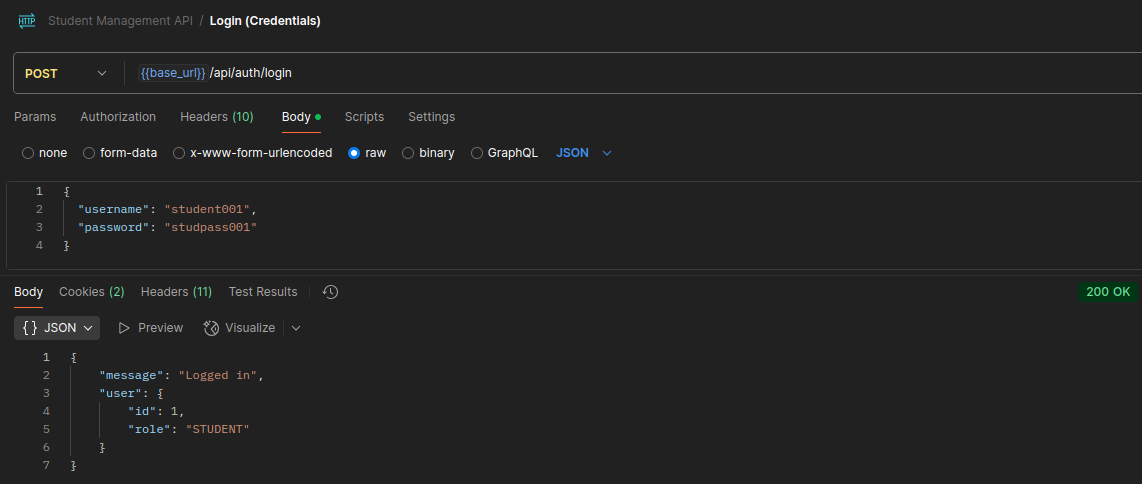 HTTP Student Management API / Login (Credentials)
POST {{base_url}} /api/auth/login
Params Authorization Headers (10) Body Scripts Settings
none form-data x-www-form-urlencoded raw binary GraphQL JSON
1 {
2 "username": "student001",
3 "password": "studpass001"
4 }
Body Cookies (2) Headers (11) Test Results 200 OK
{} JSON Preview Visualize
1 {
2 "message": "Logged in",
3 "user": {
4 "id": 1,
5 "role": "STUDENT"
6 }
7 }